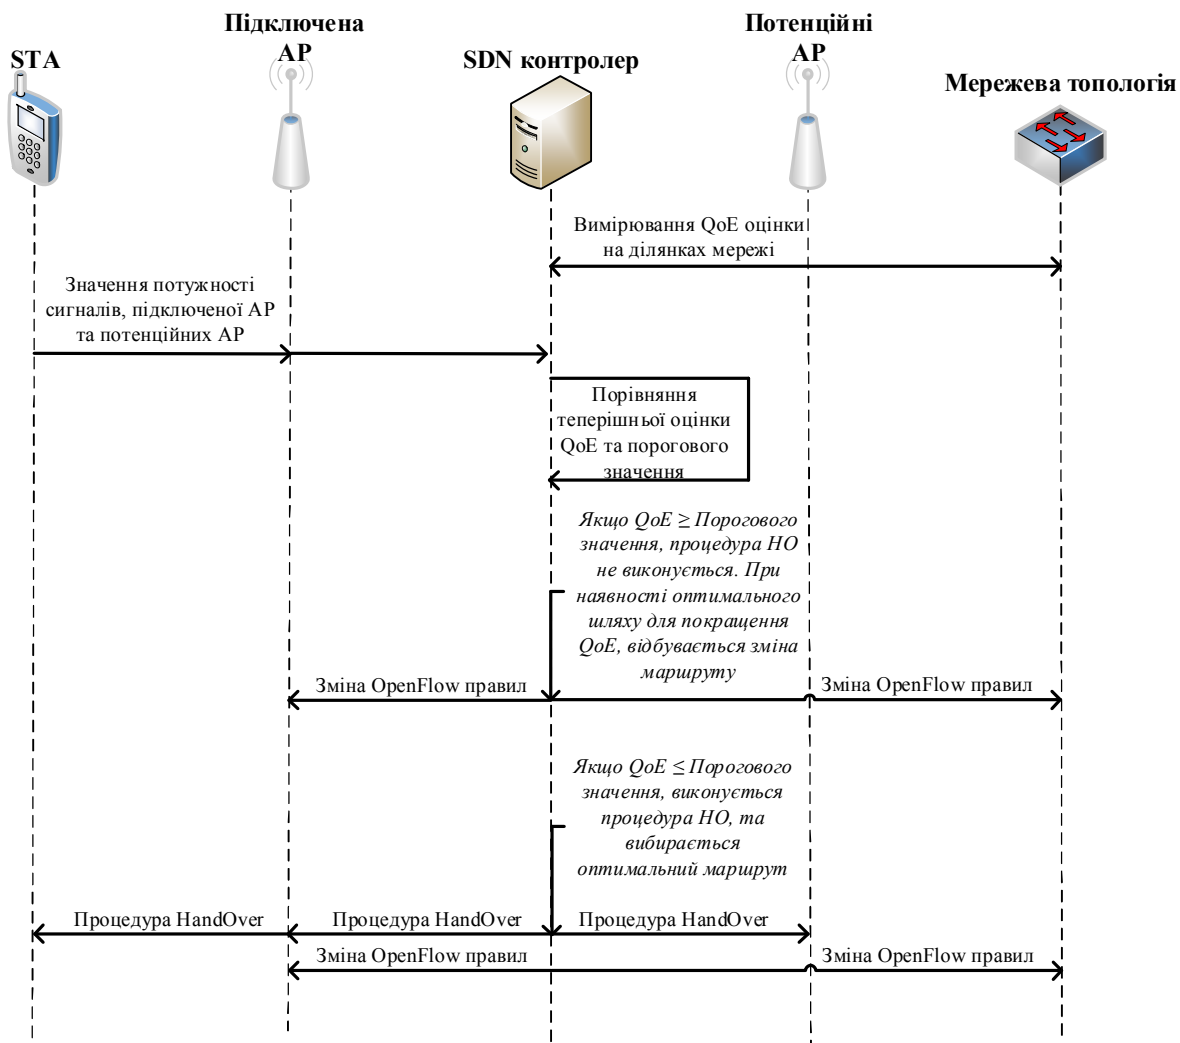 Підключена
AP
Потенційні
AP
STA
SDN контролер
Мережева топологія
Вимірювання QoE оцінки
на ділянках мережі
Значення потужності
сигналів, підключеної AP
та потенційних AP
Порівняння
теперішньої оцінки
QoE та порогового
значення
Якщо QoE ≥ Порогового
значення, процедура HO
не виконується. При
наявності оптимального
шляху для покращення
QoE, відбувається зміна
маршруту
Зміна OpenFlow правил
Зміна OpenFlow правил
Якщо QoE ≤ Порогового
значення, виконується
процедура HO, та
вибирається
оптимальний маршрут
Процедура HandOver
Процедура HandOver
Процедура HandOver
Зміна OpenFlow правил
Зміна OpenFlow правил